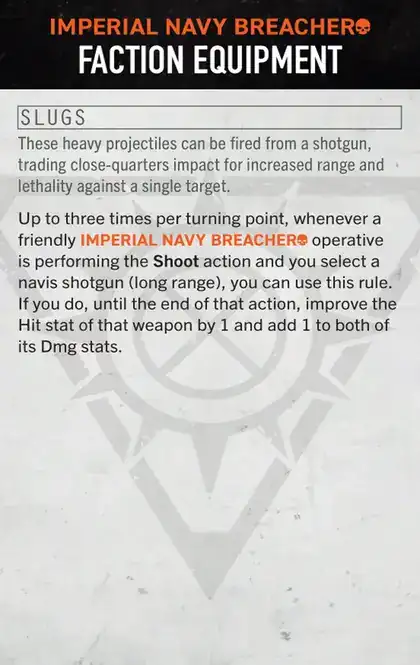 IMPERIAL NAVY BREACHER
FACTION EQUIPMENT
SLUGS
These heavy projectiles can be fired from a shotgun,
trading close-quarters impact for increased range and
lethality against a single target.
Up to three times per turning point, whenever a
friendly IMPERIAL NAVY BREACHER operative
is performing the Shoot action and you select a
navis shotgun (long range), you can use this rule.
If you do, until the end of that action, improve the
Hit stat of that weapon by 1 and add 1 to both of
its Dmg stats.